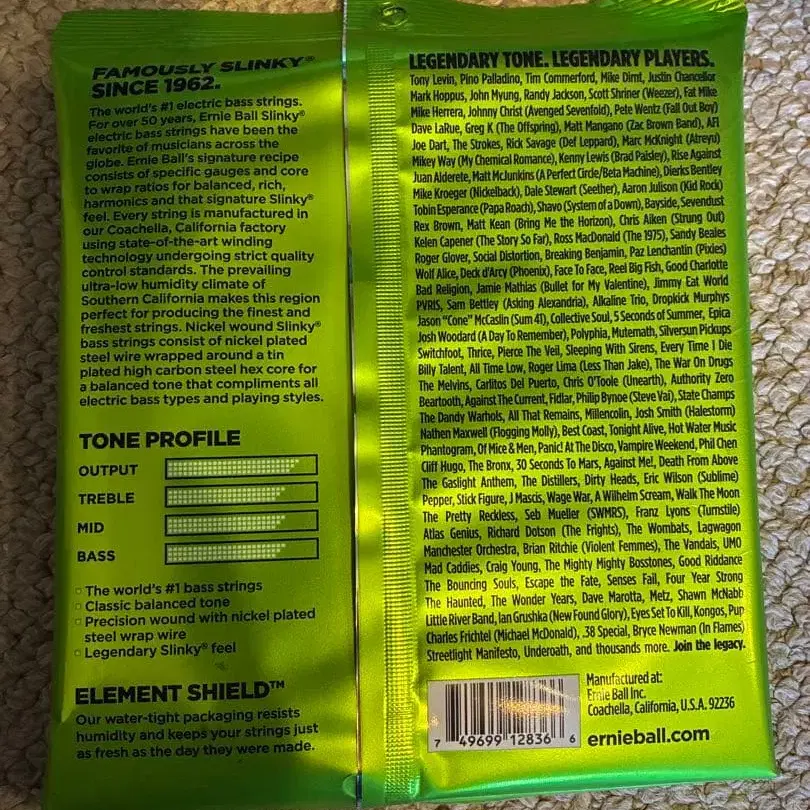 FAMOUSLY SLINKY®
SINCE 1962.
The world's #1 electric bass strings.
For over 50 years, Ernie Ball Slinky®
electric bass strings have been the
favorite of musicians across the
globe. Ernie Ball's signature recipe
consists of specific gauges and core
to wrap ratios for balanced, rich,
harmonics and that signature Slinky®
feel. Every string is manufactured in
our Coachella, California factory
using state-of-the-art winding
technology undergoing strict quality
control standards. The prevailing
ultra-low humidity climate of
Southern California makes this region
perfect for producing the finest and
freshest strings. Nickel wound Slinky®
bass strings consist of nickel plated
steel wire wrapped around a tin
plated high carbon steel hex core for
a balanced tone that compliments all
electric bass types and playing styles.
TONE PROFILE
OUTPUT
TREBLE
MID
BASS
The world's #1 bass strings
Classic balanced tone
Precision wound with nickel plated
steel wrap wire
Legendary Slinky® feel
ELEMENT SHIELD™
Our water-tight packaging resists
humidity and keeps your strings just
as fresh as the day they were made.
LEGENDARY TONE. LEGENDARY PLAYERS.
Tony Levin, Pino Palladino, Tim Commerford, Mike Dirnt, Justin Chancellor
Mark Hoppus, John Myung, Randy Jackson, Scott Shriner (Weezer), Fat Mike
Mike Herrera, Johnny Christ (Avenged Sevenfold), Pete Wentz (Fall Out Boy)
Dave LaRue, Greg K (The Offspring), Matt Mangano (Zac Brown Band), AFI
Joe Dart, The Strokes, Rick Savage (Def Leppard), Marc McKnight (Atreyu)
Mikey Way (My Chemical Romance), Kenny Lewis (Brad Paisley), Rise Against
Juan Alderete, Matt McJunkins (A Perfect Circle/Beta Machine), Dierks Bentley
Mike Kroeger (Nickelback), Dale Stewart (Seether), Aaron Julison (Kid Rock)
Tobin Esperance (Papa Roach), Shavo (System of a Down), Bayside, Sevendust
Rex Brown, Matt Kean (Bring Me the Horizon), Chris Aiken (Strung Out)
Kelen Capener (The Story So Far), Ross MacDonald (The 1975), Sandy Beales
Roger Glover, Social Distortion, Breaking Benjamin, Paz Lenchantin (Pixies)
Wolf Alice, Deck d'Arcy (Phoenix), Face To Face, Reel Big Fish, Good Charlotte
Bad Religion, Jamie Mathias (Bullet for My Valentine), Jimmy Eat World
PVRIS, Sam Bettley (Asking Alexandria), Alkaline Trio, Dropkick Murphys
Jason "Cone" McCaslin (Sum 41), Collective Soul, 5 Seconds of Summer, Epica
Josh Woodard (A Day To Remember), Polyphia, Mutemath, Silversun Pickups
Switchfoot, Thrice, Pierce The Veil, Sleeping With Sirens, Every Time I Die
Billy Talent, All Time Low, Roger Lima (Less Than Jake), The War On Drugs
The Melvins, Carlitos Del Puerto, Chris O'Toole (Unearth), Authority Zero
Beartooth, Against The Current, Fidlar, Philip Bynoe (Steve Vai), State Champs
The Dandy Warhols, All That Remains, Millencolin, Josh Smith (Halestorm)
Nathen Maxwell (Flogging Molly), Best Coast, Tonight Alive, Hot Water Music
Phantogram, Of Mice & Men, Panic! At The Disco, Vampire Weekend, Phil Chen
Cliff Hugo, The Bronx, 30 Seconds To Mars, Against Me!, Death From Above
The Gaslight Anthem, The Distillers, Dirty Heads, Eric Wilson (Sublime)
Pepper, Stick Figure, J Mascis, Wage War, A Wilhelm Scream, Walk The Moon
The Pretty Reckless, Seb Mueller (SWMRS), Franz Lyons (Turnstile)
Atlas Genius, Richard Dotson (The Frights), The Wombats, Lagwagon
Manchester Orchestra, Brian Ritchie (Violent Femmes), The Vandals, UMO
Mad Caddies, Craig Young, The Mighty Mighty Bosstones, Good Riddance
The Bouncing Souls, Escape the Fate, Senses Fail, Four Year Strong
The Haunted, The Wonder Years, Dave Marotta, Metz, Shawn McNabb
Little River Band, Ian Grushka (New Found Glory), Eyes Set To Kill, Kongos, Pup
Charles Frichtel (Michael McDonald), .38 Special, Bryce Newman (In Flames)
Streetlight Manifesto, Underoath, and thousands more. Join the legacy.
Manufactured at:
Ernie Ball Inc.
Coachella, California, U.S.A. 92236
7 49699 12836 6
ernieball.com